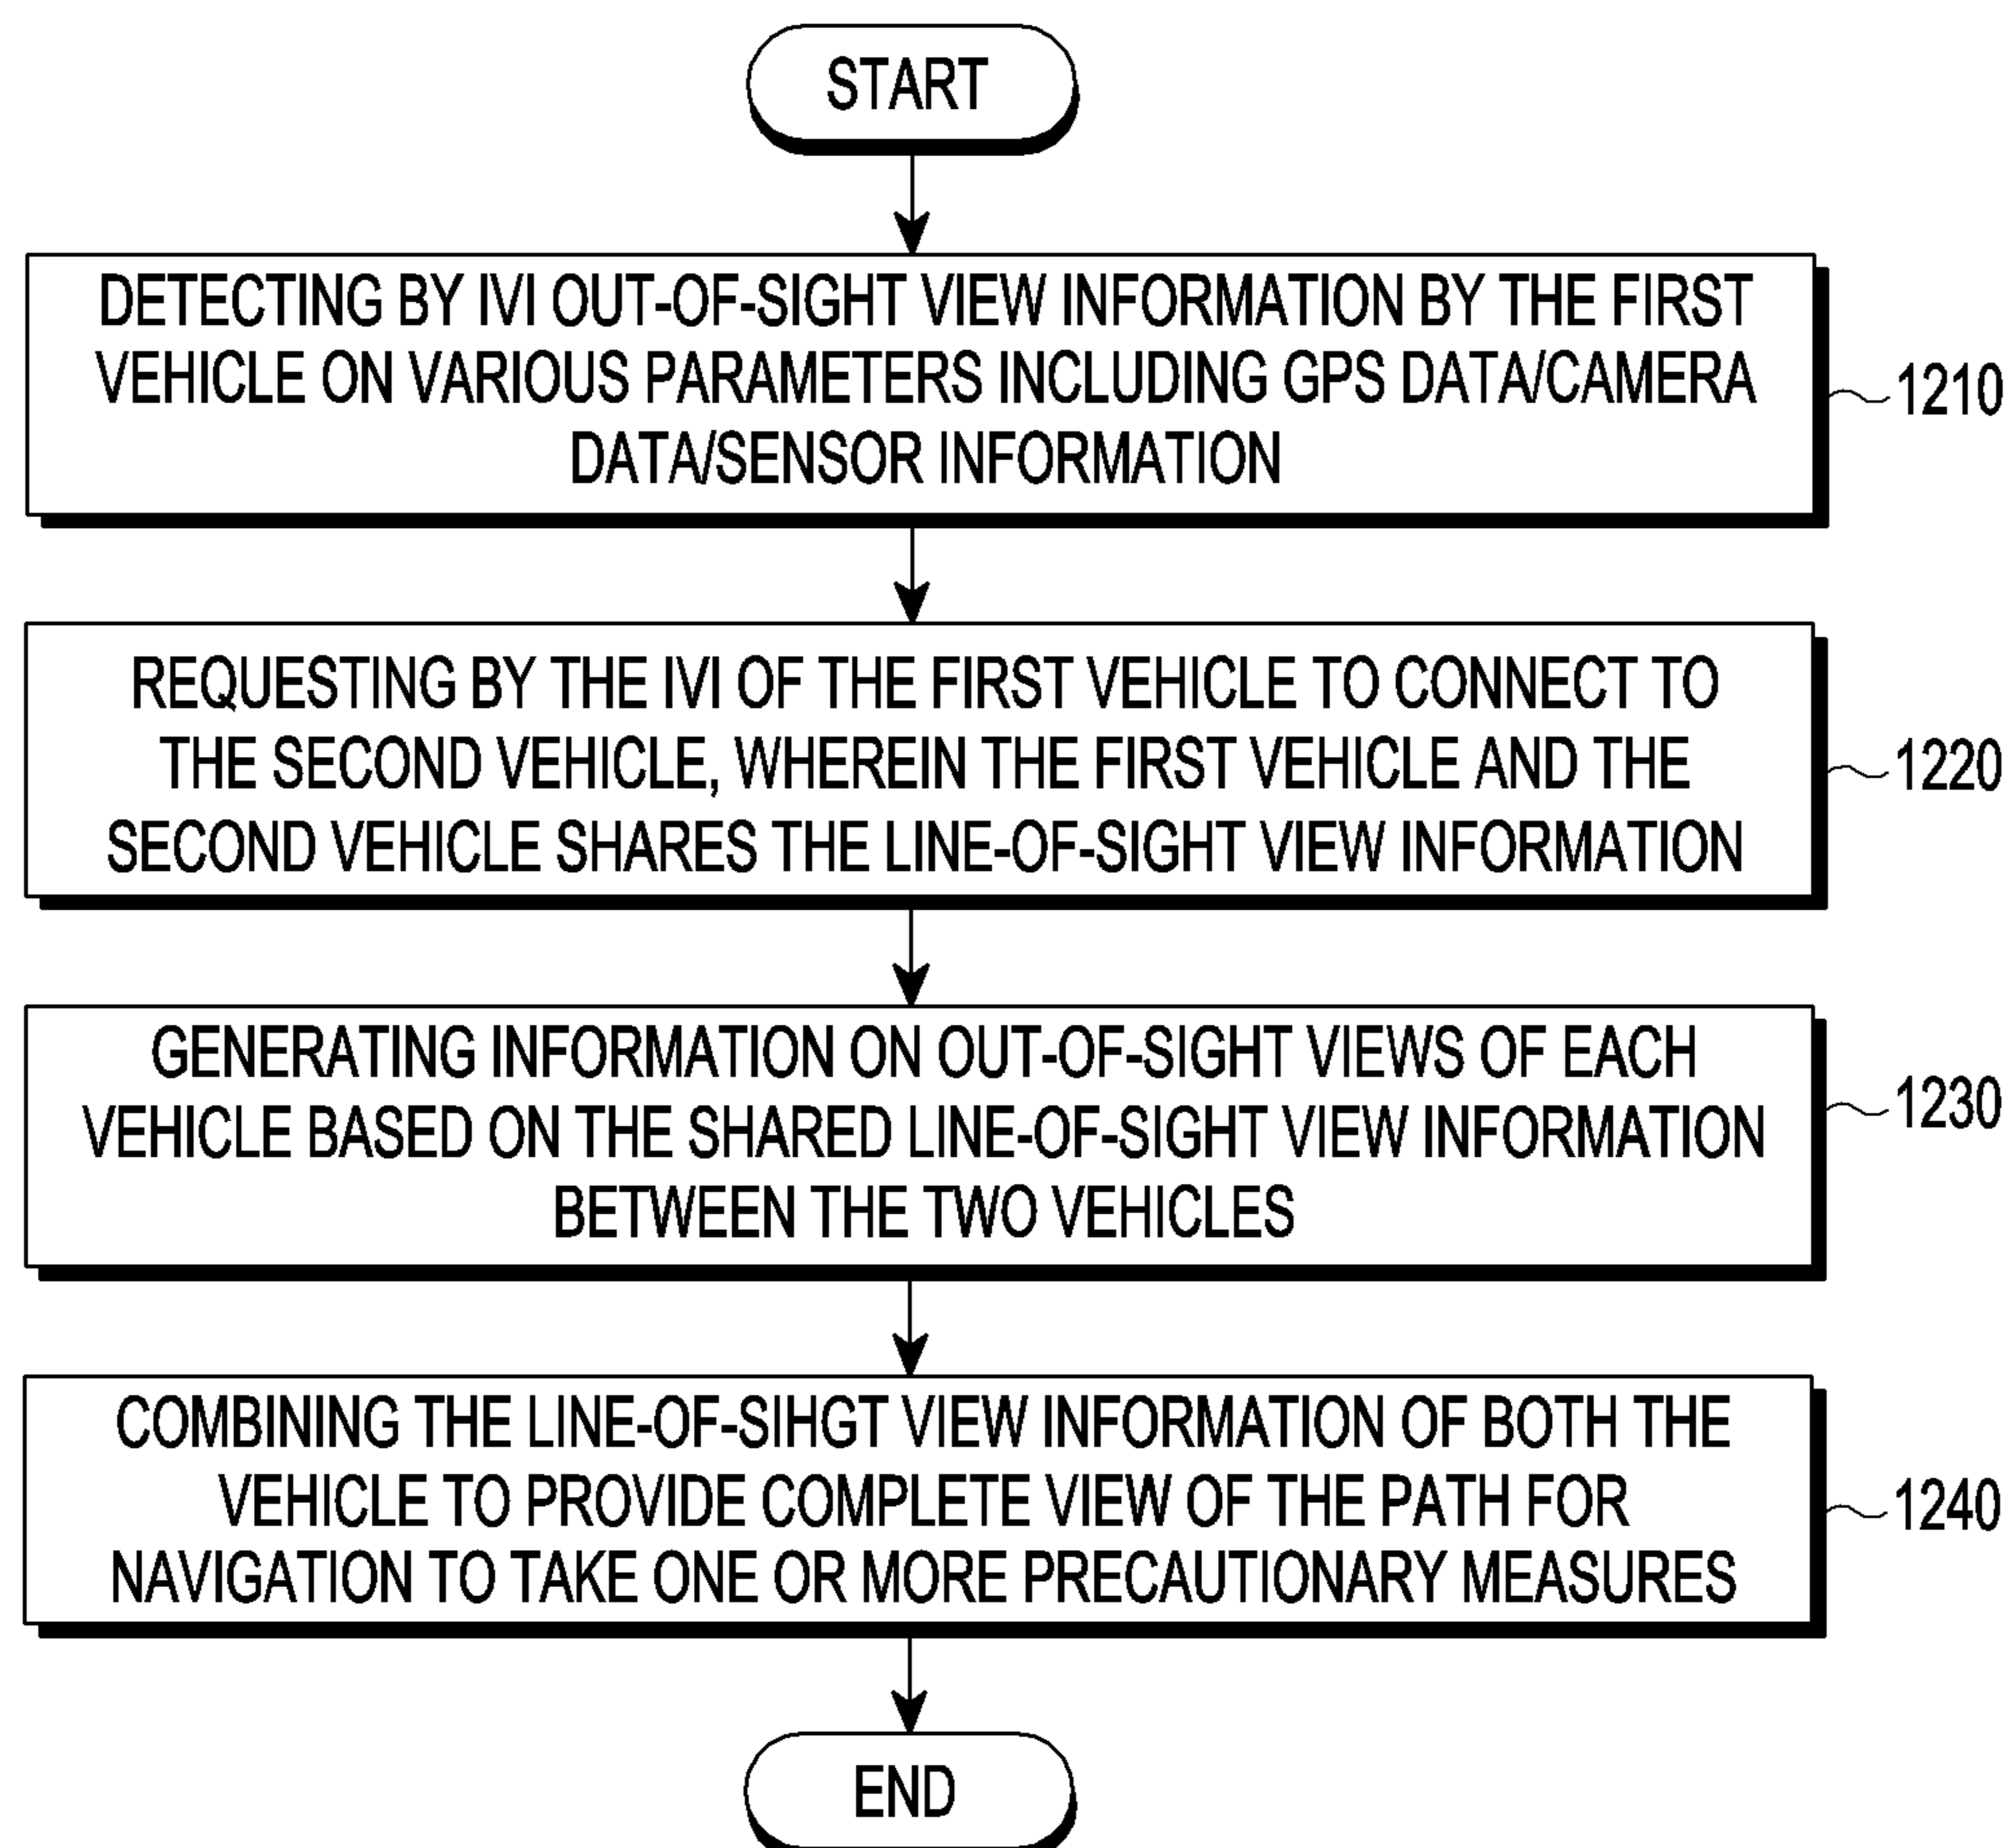 START
DETECTING BY IVI OUT-OF-SIGHT VIEW INFORMATION BY THE FIRST
VEHICLE ON VARIOUS PARAMETERS INCLUDING GPS DATA/CAMERA
DATA/SENSOR INFORMATION
1210
REQUESTING BY THE IVI OF THE FIRST VEHICLE TO CONNECT TO
THE SECOND VEHICLE, WHEREIN THE FIRST VEHICLE AND THE
SECOND VEHICLE SHARES THE LINE-OF-SIGHT VIEW INFORMATION
1220
GENERATING INFORMATION ON OUT-OF-SIGHT VIEWS OF EACH
VEHICLE BASED ON THE SHARED LINE-OF-SIGHT VIEW INFORMATION
BETWEEN THE TWO VEHICLES
1230
COMBINING THE LINE-OF-SIHGT VIEW INFORMATION OF BOTH THE
VEHICLE TO PROVIDE COMPLETE VIEW OF THE PATH FOR
NAVIGATION TO TAKE ONE OR MORE PRECAUTIONARY MEASURES
1240
END